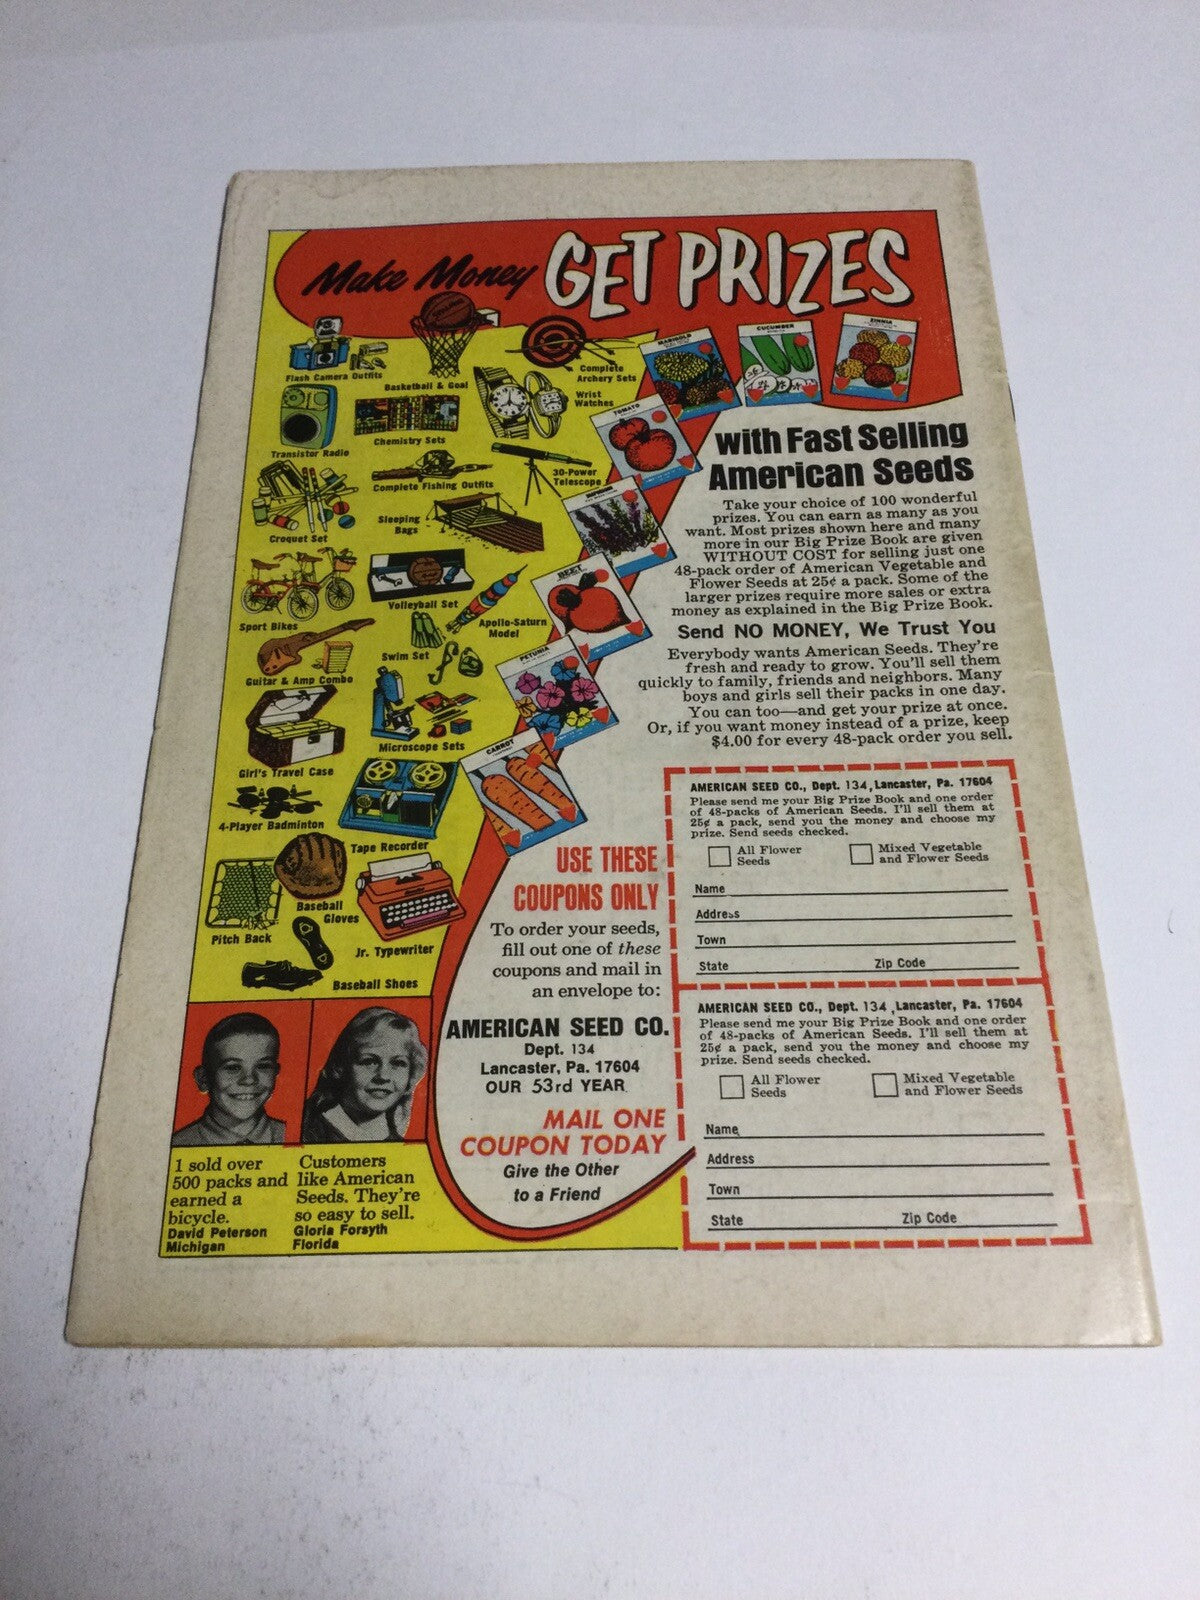 Make Money GET PRIZES
Flash Camera Outfits
Basketball & Goal
Complete
Archery Sets
Wrist
Watches
Transistor Radio
Chemistry Sets
30-Power
Telescope
Complete Fishing Outfits
Croquet Set
Sleeping
Bags
Volleyball Set
Sport Bikes
Apollo-Saturn
Model
Swim Set
Guitar & Amp Combo
Microscope Sets
Girl's Travel Case
4-Player Badminton
Tape Recorder
Baseball
Gloves
Pitch Back
Jr. Typewriter
Baseball Shoes
MARIGOLD
CUCUMBER
ZINNIA
TOMATO
BEET
PETUNIA
CARROT
with Fast Selling
American Seeds
Take your choice of 100 wonderful
prizes. You can earn as many as you
want. Most prizes shown here and many
more in our Big Prize Book are given
WITHOUT COST for selling just one
48-pack order of American Vegetable and
Flower Seeds at 25¢ a pack. Some of the
larger prizes require more sales or extra
money as explained in the Big Prize Book.
Send NO MONEY, We Trust You
Everybody wants American Seeds. They're
fresh and ready to grow. You'll sell them
quickly to family, friends and neighbors. Many
boys and girls sell their packs in one day.
You can too—and get your prize at once.
Or, if you want money instead of a prize, keep
$4.00 for every 48-pack order you sell.
USE THESE
COUPONS ONLY
To order your seeds,
fill out one of these
coupons and mail in
an envelope to:
AMERICAN SEED CO.
Dept. 134
Lancaster, Pa. 17604
OUR 53rd YEAR
MAIL ONE
COUPON TODAY
Give the Other
to a Friend
AMERICAN SEED CO., Dept. 134, Lancaster, Pa. 17604
Please send me your Big Prize Book and one order
of 48-packs of American Seeds. I'll sell them at
25¢ a pack, send you the money and choose my
prize. Send seeds checked.
All Flower
Seeds
Mixed Vegetable
and Flower Seeds
Name
Address
Town
State Zip Code
AMERICAN SEED CO., Dept. 134, Lancaster, Pa. 17604
Please send me your Big Prize Book and one order
of 48-packs of American Seeds. I'll sell them at
25¢ a pack, send you the money and choose my
prize. Send seeds checked.
All Flower
Seeds
Mixed Vegetable
and Flower Seeds
Name
Address
Town
State Zip Code
1 sold over
500 packs and
earned a
bicycle.
David Peterson
Michigan
Customers
like American
Seeds. They're
so easy to sell.
Gloria Forsyth
Florida